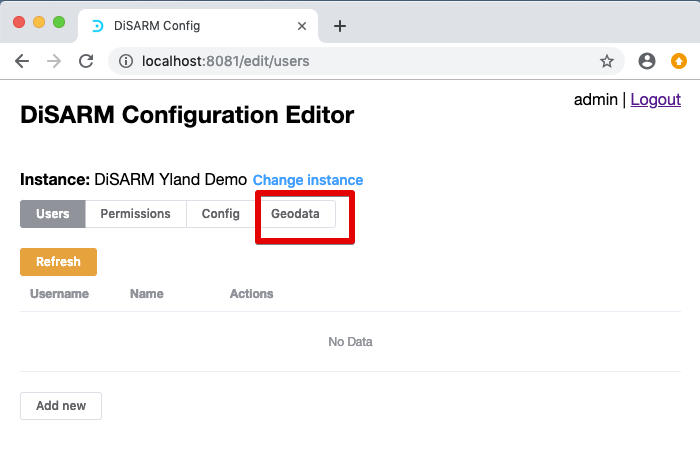 DiSARM Config
localhost:8081/edit/users
admin | Logout
DiSARM Configuration Editor
Instance: DiSARM Yland Demo Change instance
Users Permissions Config Geodata
Refresh
Username Name Actions
No Data
Add new